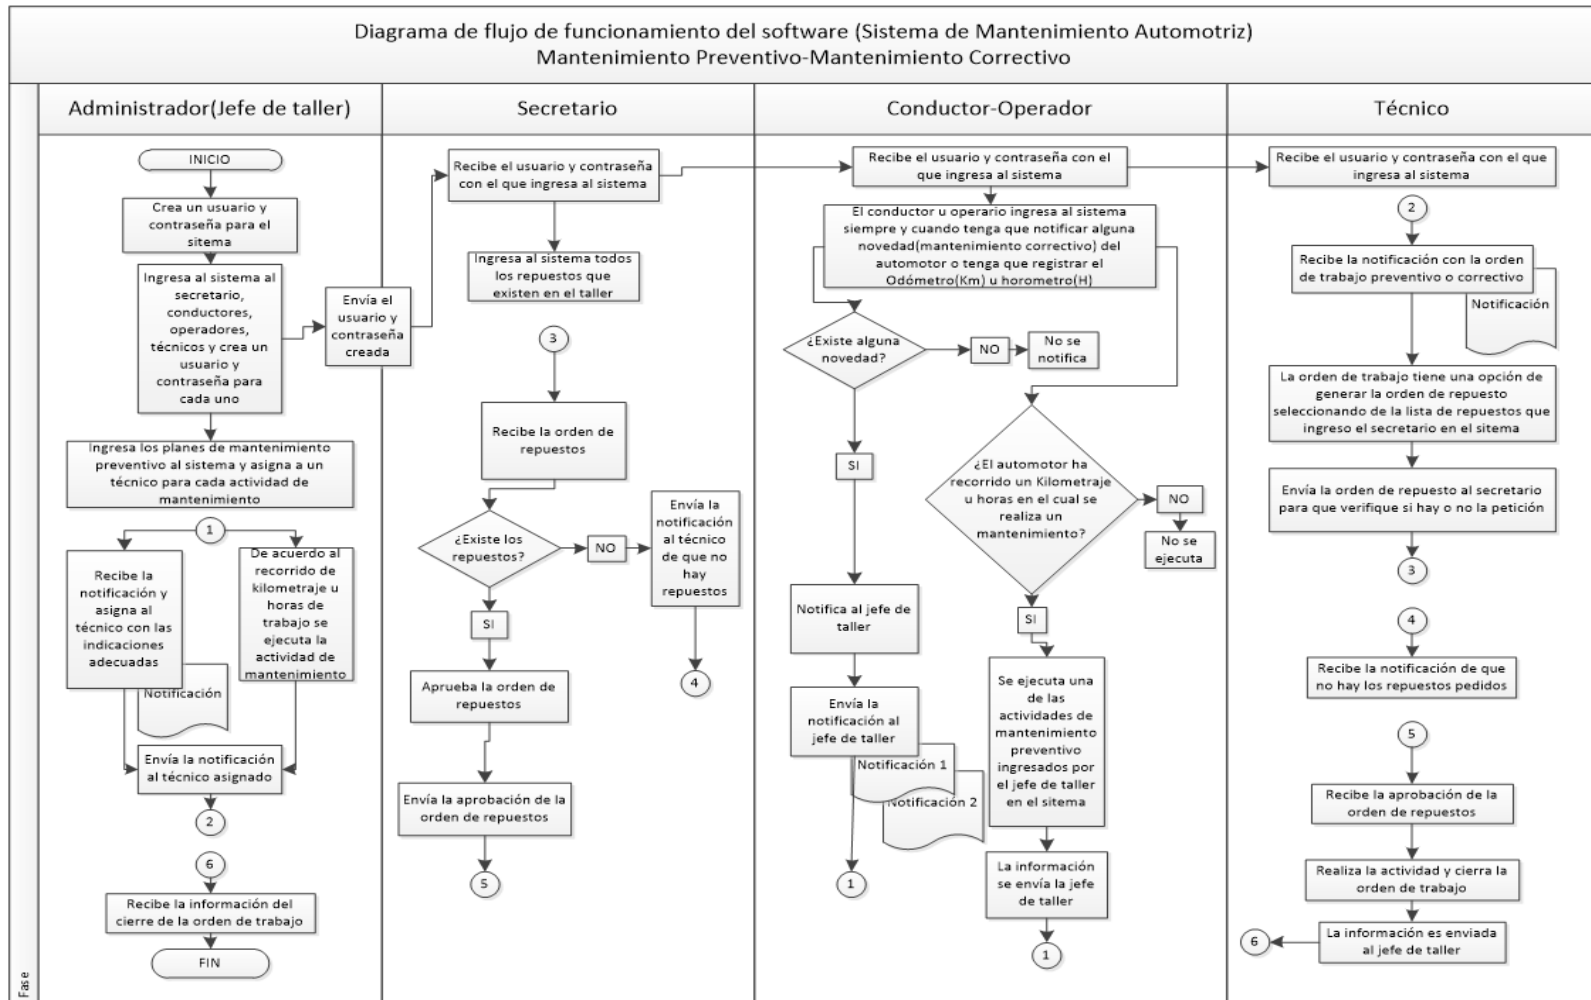 Diagrama de flujo de funcionamiento del software (Sistema de Mantenimiento Automotriz)
Mantenimiento Preventivo-Mantenimiento Correctivo
Fase
Administrador(Jefe de taller)
INICIO
Crea un usuario y
contraseña para el
sitema
Ingresa al sistema al
secretario,
conductores,
operadores,
técnicos y crea un
usuario y
contraseña para
cada uno
Envía el
usuario y
contraseña
creada
Ingresa los planes de mantenimiento
preventivo al sistema y asigna a un
técnico para cada actividad de
mantenimiento
1
Recibe la
notificación y
asigna al
técnico con las
indicaciones
adecuadas
Notificación
De acuerdo al
recorrido de
kilometraje u
horas de
trabajo se
ejecuta la
actividad de
mantenimiento
Envía la notificación
al técnico asignado
2
6
Recibe la información del
cierre de la orden de trabajo
FIN
Secretario
Recibe el usuario y contraseña
con el que ingresa al sistema
Ingresa al sistema todos
los repuestos que
existen en el taller
3
Recibe la orden de
repuestos
¿Existe los
repuestos?
NO
Envía la
notificación
al técnico
de que no
hay
repuestos
4
SI
Aprueba la orden de
repuestos
Envía la aprobación de la
orden de repuestos
5
Conductor-Operador
Recibe el usuario y contraseña con el
que ingresa al sistema
El conductor u operario ingresa al sistema
siempre y cuando tenga que notificar alguna
novedad(mantenimiento correctivo) del
automotor o tenga que registrar el
Odómetro(Km) u horometro(H)
¿Existe alguna
novedad?
NO
No se
notifica
SI
Notifica al jefe de
taller
Envía la
notificación al
jefe de taller
Notificación 1
Notificación 2
1
¿El automotor ha
recorrido un Kilometraje
u horas en el cual se
realiza un
mantenimiento?
NO
No se
ejecuta
SI
Se ejecuta una
de las
actividades de
mantenimiento
preventivo
ingresados por
el jefe de taller
en el sitema
La información
se envía la jefe
de taller
1
Técnico
Recibe el usuario y contraseña con el que
ingresa al sistema
2
Recibe la notificación con la orden
de trabajo preventivo o correctivo
Notificación
La orden de trabajo tiene una opción de
generar la orden de repuesto
seleccionando de la lista de repuestos que
ingreso el secretario en el sitema
Envía la orden de repuesto al secretario
para que verifique si hay o no la petición
3
4
Recibe la notificación de que
no hay los repuestos pedidos
5
Recibe la aprobación de la
orden de repuestos
Realiza la actividad y cierra la
orden de trabajo
La información es enviada
al jefe de taller
6